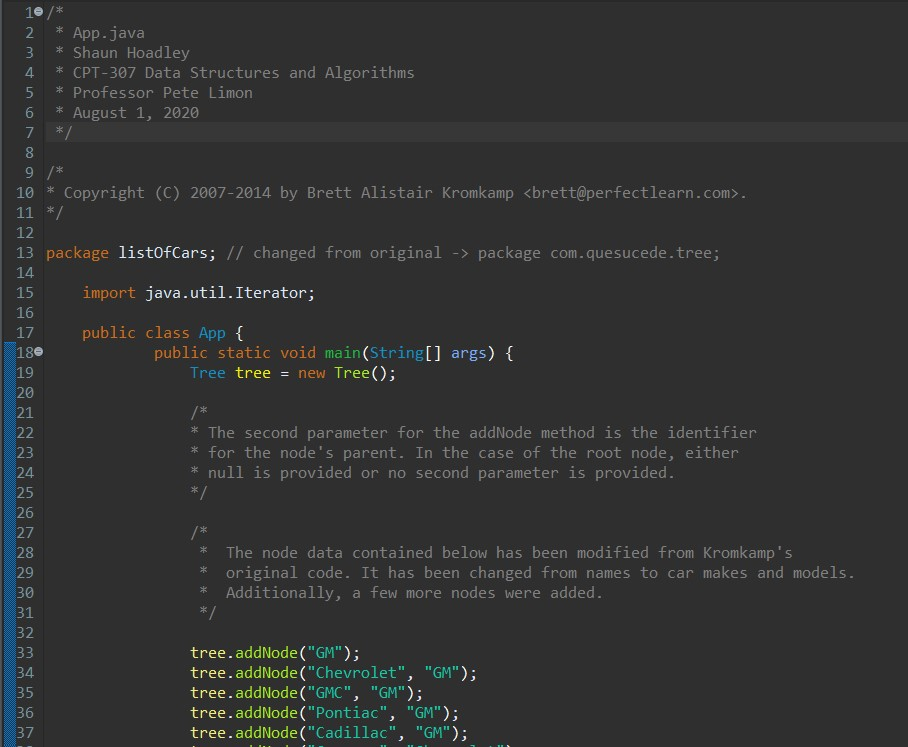 1 /*
2 * App.java
3 * Shaun Hoadley
4 * CPT-307 Data Structures and Algorithms
5 * Professor Pete Limon
6 * August 1, 2020
7 */
8
9 /*
10 * Copyright (C) 2007-2014 by Brett Alistair Kromkamp <brett@perfectlearn.com>.
11 */
12
13 package listOfCars; // changed from original -> package com.quesucede.tree;
14
15 import java.util.Iterator;
16
17 public class App {
18 public static void main(String[] args) {
19 Tree tree = new Tree();
20
21 /*
22 * The second parameter for the addNode method is the identifier
23 * for the node's parent. In the case of the root node, either
24 * null is provided or no second parameter is provided.
25 */
26
27 /*
28 * The node data contained below has been modified from Kromkamp's
29 * original code. It has been changed from names to car makes and models.
30 * Additionally, a few more nodes were added.
31 */
32
33 tree.addNode("GM");
34 tree.addNode("Chevrolet", "GM");
35 tree.addNode("GMC", "GM");
36 tree.addNode("Pontiac", "GM");
37 tree.addNode("Cadillac", "GM");